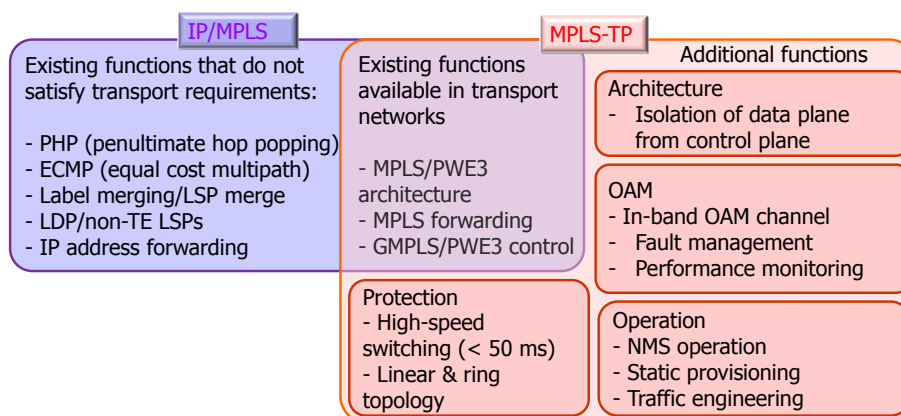 IP/MPLS
MPLS-TP
Existing functions that do not
satisfy transport requirements:
- PHP (penultimate hop popping)
- ECMP (equal cost multipath)
- Label merging/LSP merge
- LDP/non-TE LSPs
- IP address forwarding
Existing functions
available in transport
networks
- MPLS/PWE3
architecture
- MPLS forwarding
- GMPLS/PWE3 control
Protection
- High-speed
switching (< 50 ms)
- Linear & ring
topology
Additional functions
Architecture
- Isolation of data plane
from control plane
OAM
- In-band OAM channel
- Fault management
- Performance monitoring
Operation
- NMS operation
- Static provisioning
- Traffic engineering